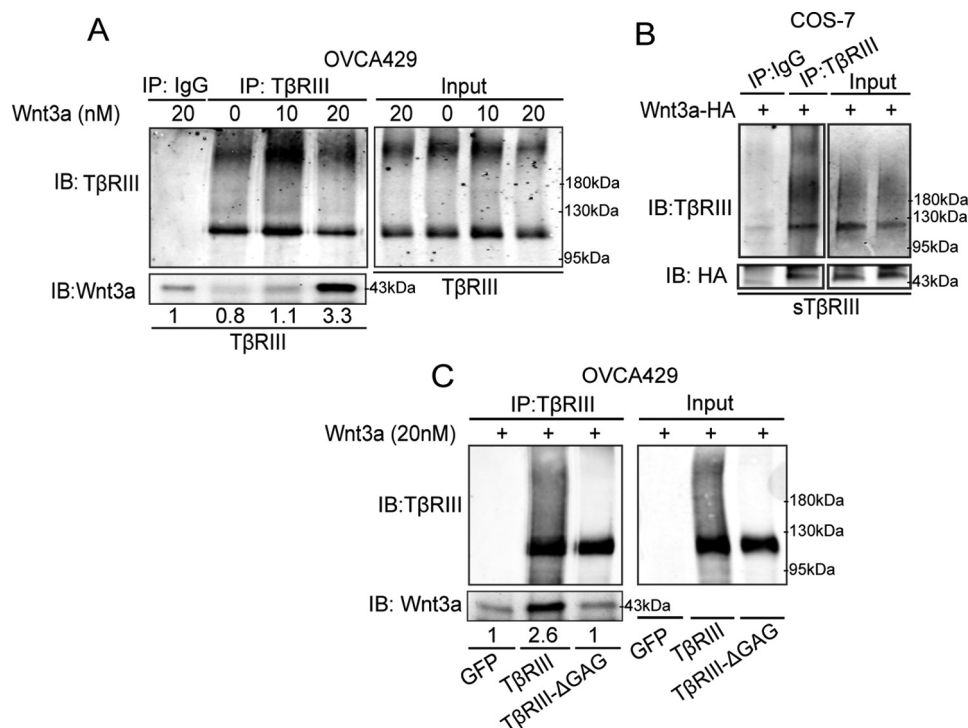 A
OVCA429
IP: IgG IP: TβRIII Input
Wnt3a (nM) 20 0 10 20 20 0 10 20
IB: TβRIII
-180kDa
-130kDa
-95kDa
IB:Wnt3a -43kDa
1 0.8 1.1 3.3
TβRIII
TβRIII
B
COS-7
IP:IgG IP:TβRIII Input
Wnt3a-HA + + + +
IB:TβRIII
-180kDa
-130kDa
-95kDa
IB: HA -43kDa
sTβRIII
C
OVCA429
IP:TβRIII Input
Wnt3a (20nM) + + + + + +
IB:TβRIII
-180kDa
-130kDa
-95kDa
IB: Wnt3a -43kDa
1 2.6 1
GFP TβRIII TβRIII-ΔGAG GFP TβRIII TβRIII-ΔGAG